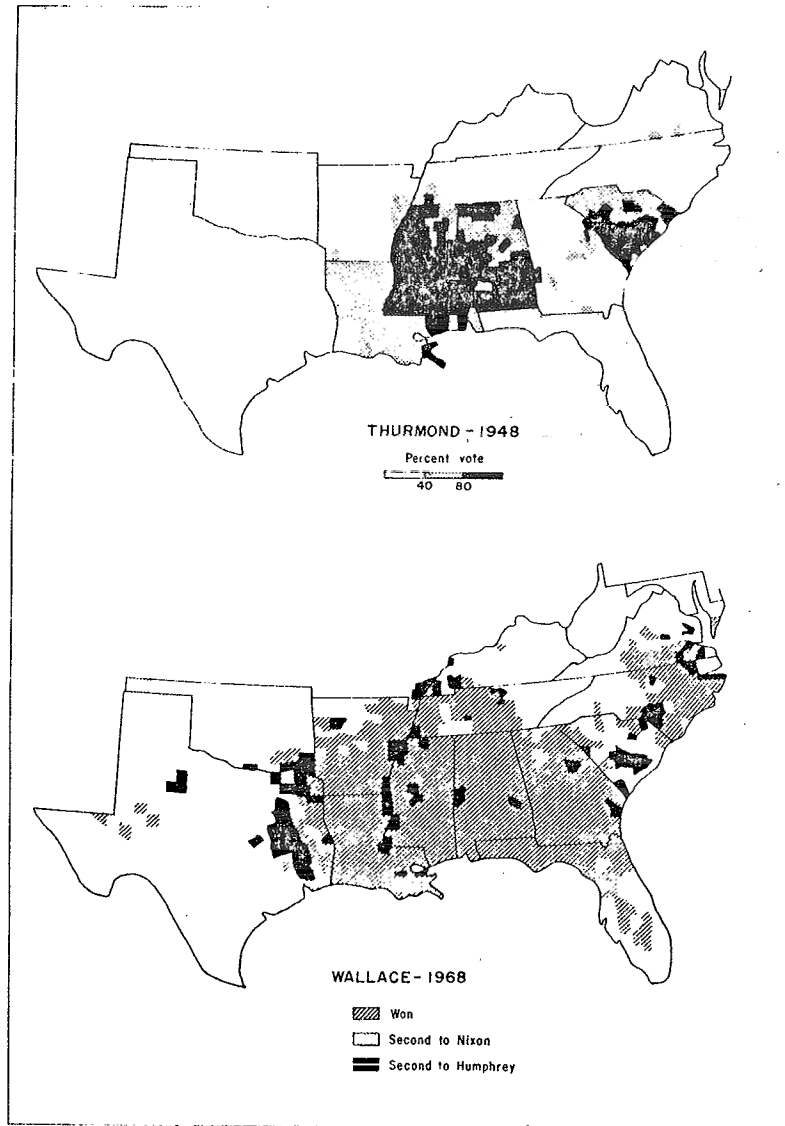 THURMOND - 1948
Percent vote
40 80
WALLACE - 1968
Won
Second to Nixon
Second to Humphrey